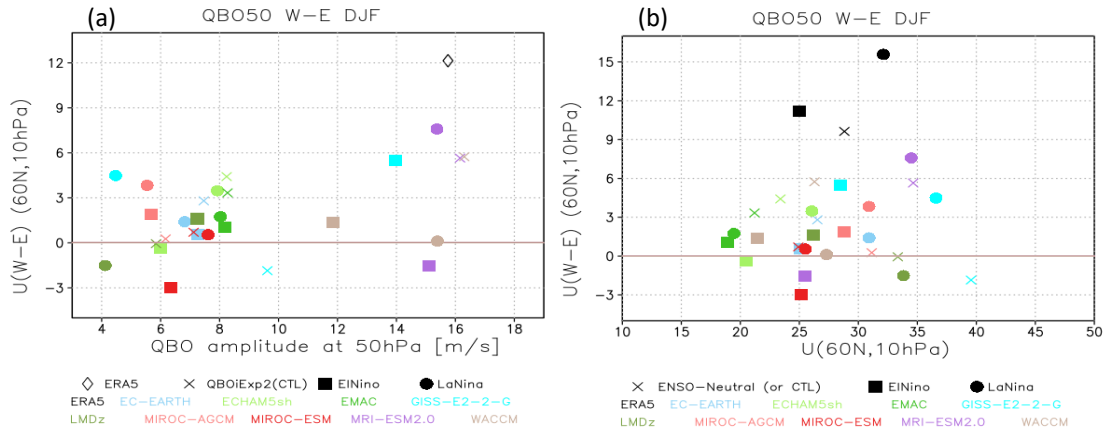 (a)
QBO50 W-E DJF
U(W-E) (60N,10hPa)
12
9
6
3
0
-3
4 6 8 10 12 14 16 18
QBO amplitude at 50hPa [m/s]
ERA5 QBOiExp2(CTL) ElNino LaNina
ERA5 EC-EARTH ECHAM5sh EMAC GISS-E2-2-G
LMDz MIROC-AGCM MIROC-ESM MRI-ESM2.0 WACCM
(b)
QBO50 W-E DJF
U(W-E) (60N,10hPa)
15
12
9
6
3
0
-3
10 15 20 25 30 35 40 45 50
U(60N,10hPa)
ENSO-Neutral (or CTL) ElNino LaNina
ERA5 EC-EARTH ECHAM5sh EMAC GISS-E2-2-G
LMDz MIROC-AGCM MIROC-ESM MRI-ESM2.0 WACCM